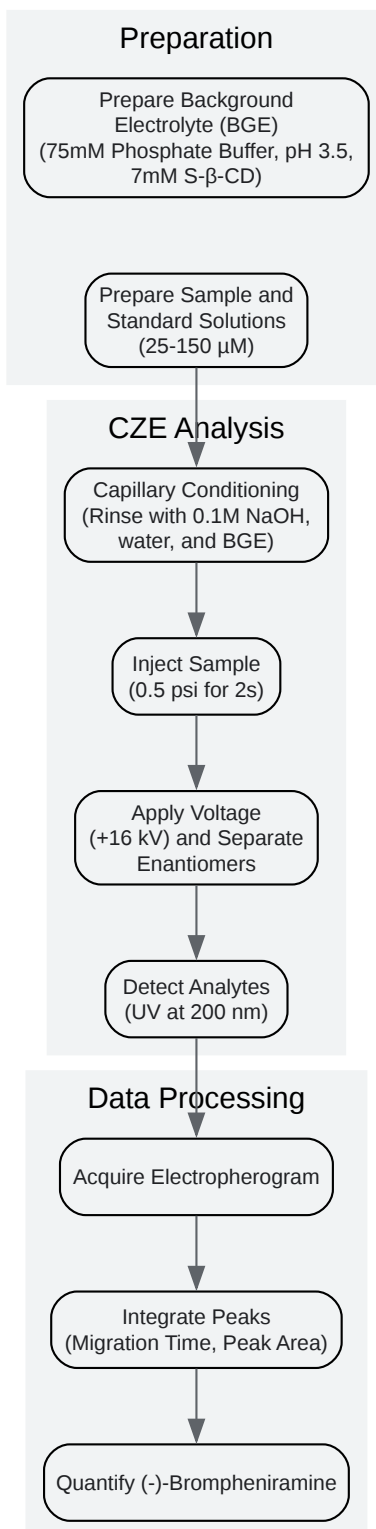 Preparation
Prepare Background
Electrolyte (BGE)
(75mM Phosphate Buffer, pH 3.5,
7mM S-β-CD)
Prepare Sample and
Standard Solutions
(25-150 µM)
CZE Analysis
Capillary Conditioning
(Rinse with 0.1M NaOH,
water, and BGE)
Inject Sample
(0.5 psi for 2s)
Apply Voltage
(+16 kV) and Separate
Enantiomers
Detect Analytes
(UV at 200 nm)
Data Processing
Acquire Electropherogram
Integrate Peaks
(Migration Time, Peak Area)
Quantify (-)-Brompheniramine